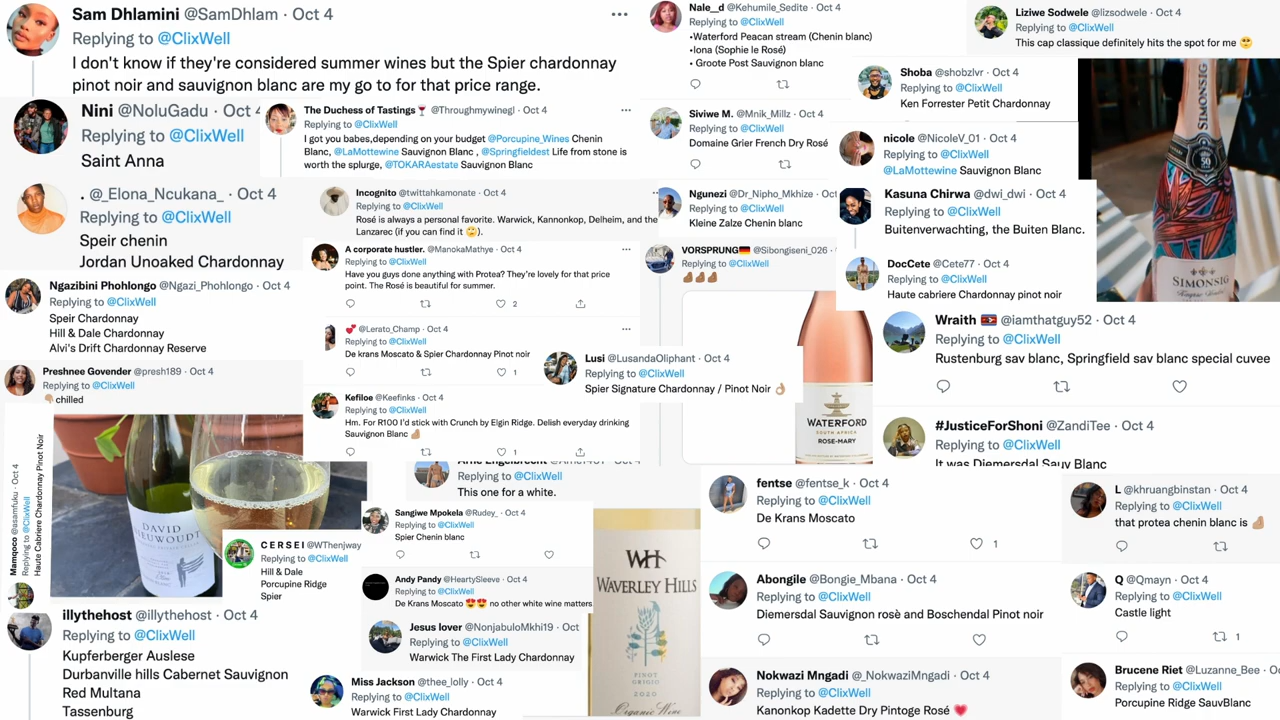 Sam Dhlamini @SamDhlam · Oct 4
Replying to @ClixWell
I don't know if they're considered summer wines but the Spier chardonnay
pinot noir and sauvignon blanc are my go to for that price range.
Nini @NoluGadu · Oct 4
Replying to @ClixWell
Saint Anna
The Duchess of Tastings🍷 @Throughmywinegl · Oct 4
Replying to @ClixWell
I got you babes,depending on your budget @Porcupine_Wines Chenin
Blanc, @LaMottewine Sauvignon Blanc , @Springfieldest Life from stone is
worth the splurge, @TOKARAestate Sauvignon Blanc
. @_Elona_Ncukana_ · Oct 4
Replying to @ClixWell
Speir chenin
Jordan Unoaked Chardonnay
Incognito @twittahkamonate · Oct 4
Replying to @ClixWell
Rosé is always a personal favorite. Warwick, Kannonkop, Delheim, and the
Lanzarec (if you can find it 🙄).
A corporate hustler. @ManokaMathye · Oct 4
Replying to @ClixWell
Have you guys done anything with Protea? They're lovely for that price
point. The Rosé is beautiful for summer.
2
Ngazibini Phohlongo @Ngazi_Phohlongo · Oct 4
Replying to @ClixWell
Speir Chardonnay
Hill & Dale Chardonnay
Alvi's Drift Chardonnay Reserve
💕 @Lerato_Champ · Oct 4
Replying to @ClixWell
De krans Moscato & Spier Chardonnay Pinot noir
1
Preshnee Govender @presh189 · Oct 4
Replying to @ClixWell
👇🏼 chilled
Kefiloe @Keefinks · Oct 4
Replying to @ClixWell
Hm. For R100 I'd stick with Crunch by Elgin Ridge. Delish everyday drinking
Sauvignon Blanc 🤌🏽
1
Lusi @LusandaOliphant · Oct 4
Replying to @ClixWell
Spier Signature Chardonnay / Pinot Noir 👌🏼
Nale__d @Kehumile_Sedite · Oct 4
Replying to @ClixWell
•Waterford Peacan stream (Chenin blanc)
•Iona (Sophie le Rosé)
• Groote Post Sauvignon blanc
Siviwe M. @Mnik_Millz · Oct 4
Replying to @ClixWell
Domaine Grier French Dry Rosé
Ngunezi @Dr_Nipho_Mkhize · Oct
Replying to @ClixWell
Kleine Zalze Chenin blanc
VORSPRUNG🇩🇪 @Sibongiseni_026 ·
Replying to @ClixWell
🤌🏽🤌🏽🤌🏽
WATERFORD
SOUTH AFRICA
ROSE-MARY
Liziwe Sodwele @lizsodwele · Oct 4
Replying to @ClixWell
This cap classique definitely hits the spot for me 🥹
Shoba @shobzlvr · Oct 4
Replying to @ClixWell
Ken Forrester Petit Chardonnay
nicole @NicoleV_01 · Oct 4
Replying to @ClixWell
@LaMottewine Sauvignon Blanc
Kasuna Chirwa @dwi_dwi · Oct 4
Replying to @ClixWell
Buitenverwachting, the Buiten Blanc.
DocCete @Cete77 · Oct 4
Replying to @ClixWell
Haute cabriere Chardonnay pinot noir
SIMONSIG
50
SIMONSIG
Wraith 🇸🇿 @iamthatguy52 · Oct 4
Replying to @ClixWell
Rustenburg sav blanc, Springfield sav blanc special cuvee
#JusticeForShoni @ZandiTee · Oct 4
Replying to @ClixWell
It was Diemersdal Sauv Blanc
Mamqoco @asamfuku · Oct 4
Replying to @ClixWell
Haute Cabriere Chardonnay Pinot Noir
DAVID
NIEUWOUDT
C E R S E I @WThenjway
Replying to @ClixWell
Hill & Dale
Porcupine Ridge
Spier
Replying to @ClixWell
This one for a white.
Sangiwe Mpokela @Rudey_ · Oct 4
Replying to @ClixWell
Spier Chenin blanc
Andy Pandy @HeartySleeve · Oct 4
Replying to @ClixWell
De Krans Moscato 😍😍 no other white wine matters
Jesus lover @NonjabuloMkhi19 · Oct
Replying to @ClixWell
Warwick The First Lady Chardonnay
Miss Jackson @thee_lolly · Oct 4
Replying to @ClixWell
Warwick First Lady Chardonnay
illythehost @illythehost · Oct 4
Replying to @ClixWell
Kupferberger Auslese
Durbanville hills Cabernet Sauvignon
Red Multana
Tassenburg
WH
WAVERLEY HILLS
PINOT
GRIGIO
2020
Organic Wine
fentse @fentse_k · Oct 4
Replying to @ClixWell
De Krans Moscato
1
Abongile @Bongie_Mbana · Oct 4
Replying to @ClixWell
Diemersdal Sauvignon rosè and Boschendal Pinot noir
Nokwazi Mngadi @_NokwaziMngadi · Oct 4
Replying to @ClixWell
Kanonkop Kadette Dry Pintoge Rosé 💗
L @khruangbinstan · Oct 4
Replying to @ClixWell
that protea chenin blanc is 🤌🏽
Q @Qmayn · Oct 4
Replying to @ClixWell
Castle light
1
Brucene Riet @Luzanne_Bee · Oc
Replying to @ClixWell
Porcupine Ridge SauvBlanc